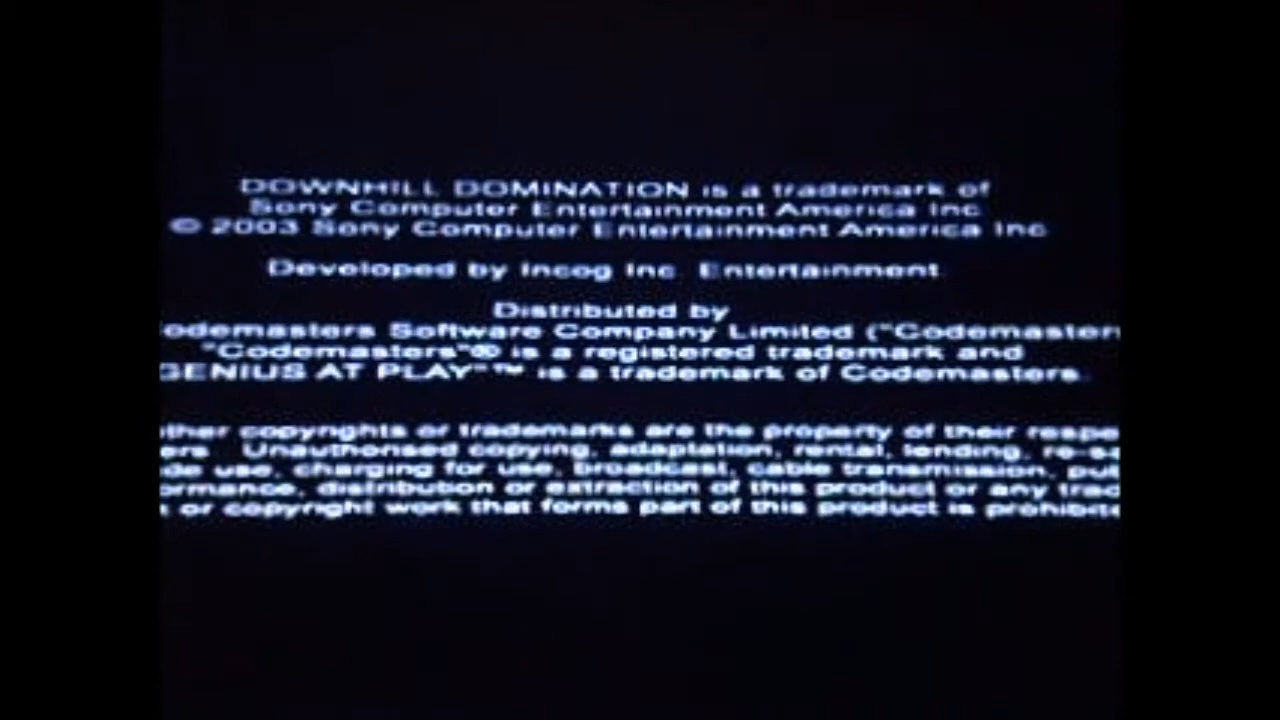 DOWNHILL DOMINATION is a trademark of
Sony Computer Entertainment America Inc
© 2003 Sony Computer Entertainment America Inc
Developed by Incog Inc Entertainment
Distributed by
odemasters Software Company Limited ("Codemasters
"Codemasters"® is a registered trademark and
GENIUS AT PLAY"™ is a trademark of Codemasters.
ther copyrights or trademarks are the property of their respe
ers Unauthorised copying, adaptation, rental, lending, re-sa
de use, charging for use, broadcast, cable transmission, pub
ormance, distribution or extraction of this product or any trad
or copyright work that forms part of this product is prohibite